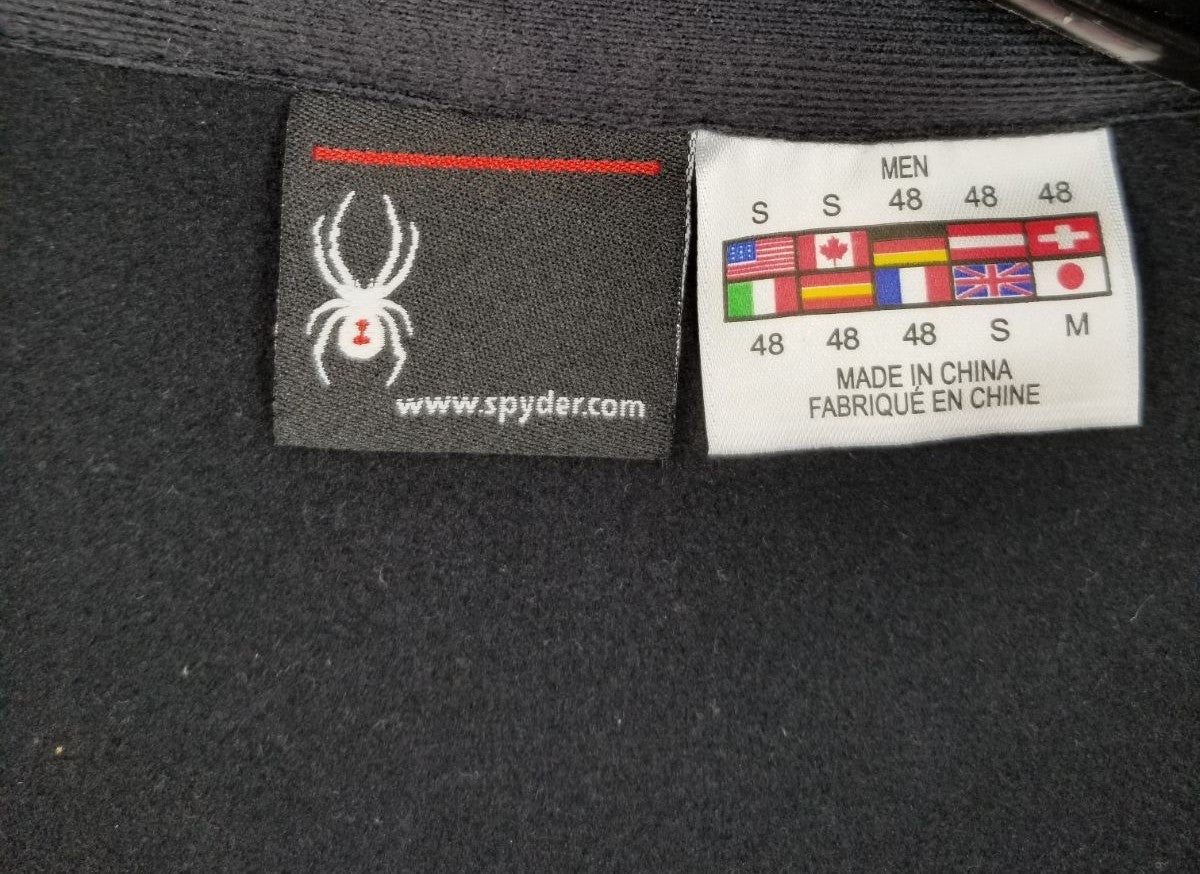 www.spyder.com
MEN
S S 48 48 48
48 48 48 S M
MADE IN CHINA
FABRIQUÉ EN CHINE